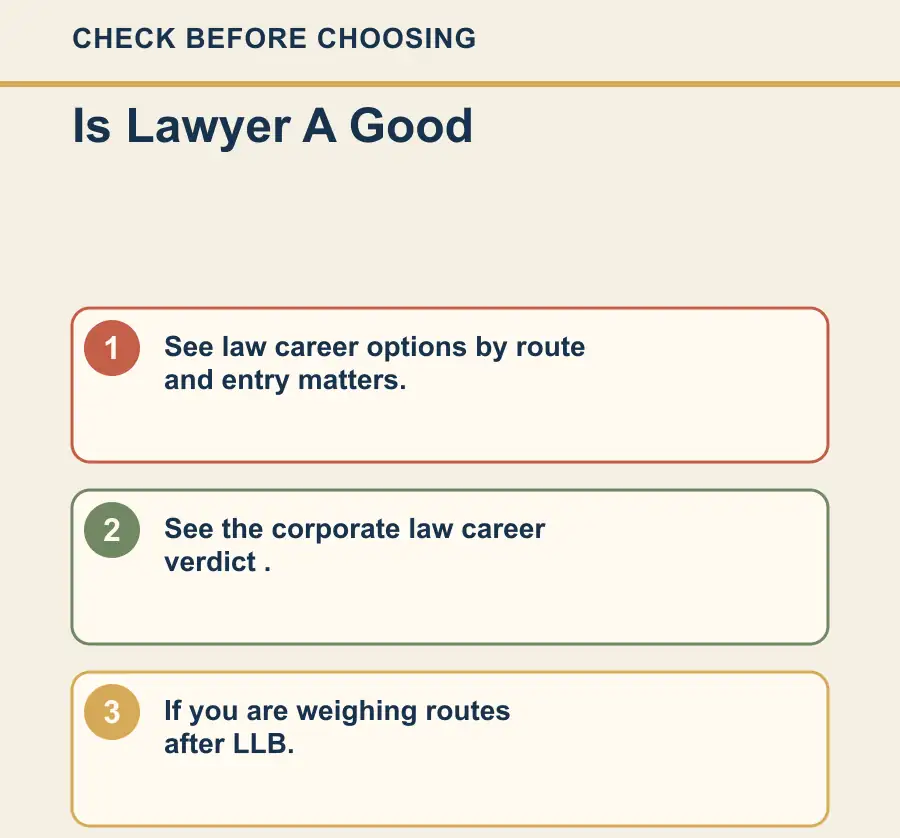 CHECK BEFORE CHOOSING
Is Lawyer A Good
1
See law career options by route
and entry matters.
2
See the corporate law career
verdict .
3
If you are weighing routes
after LLB.